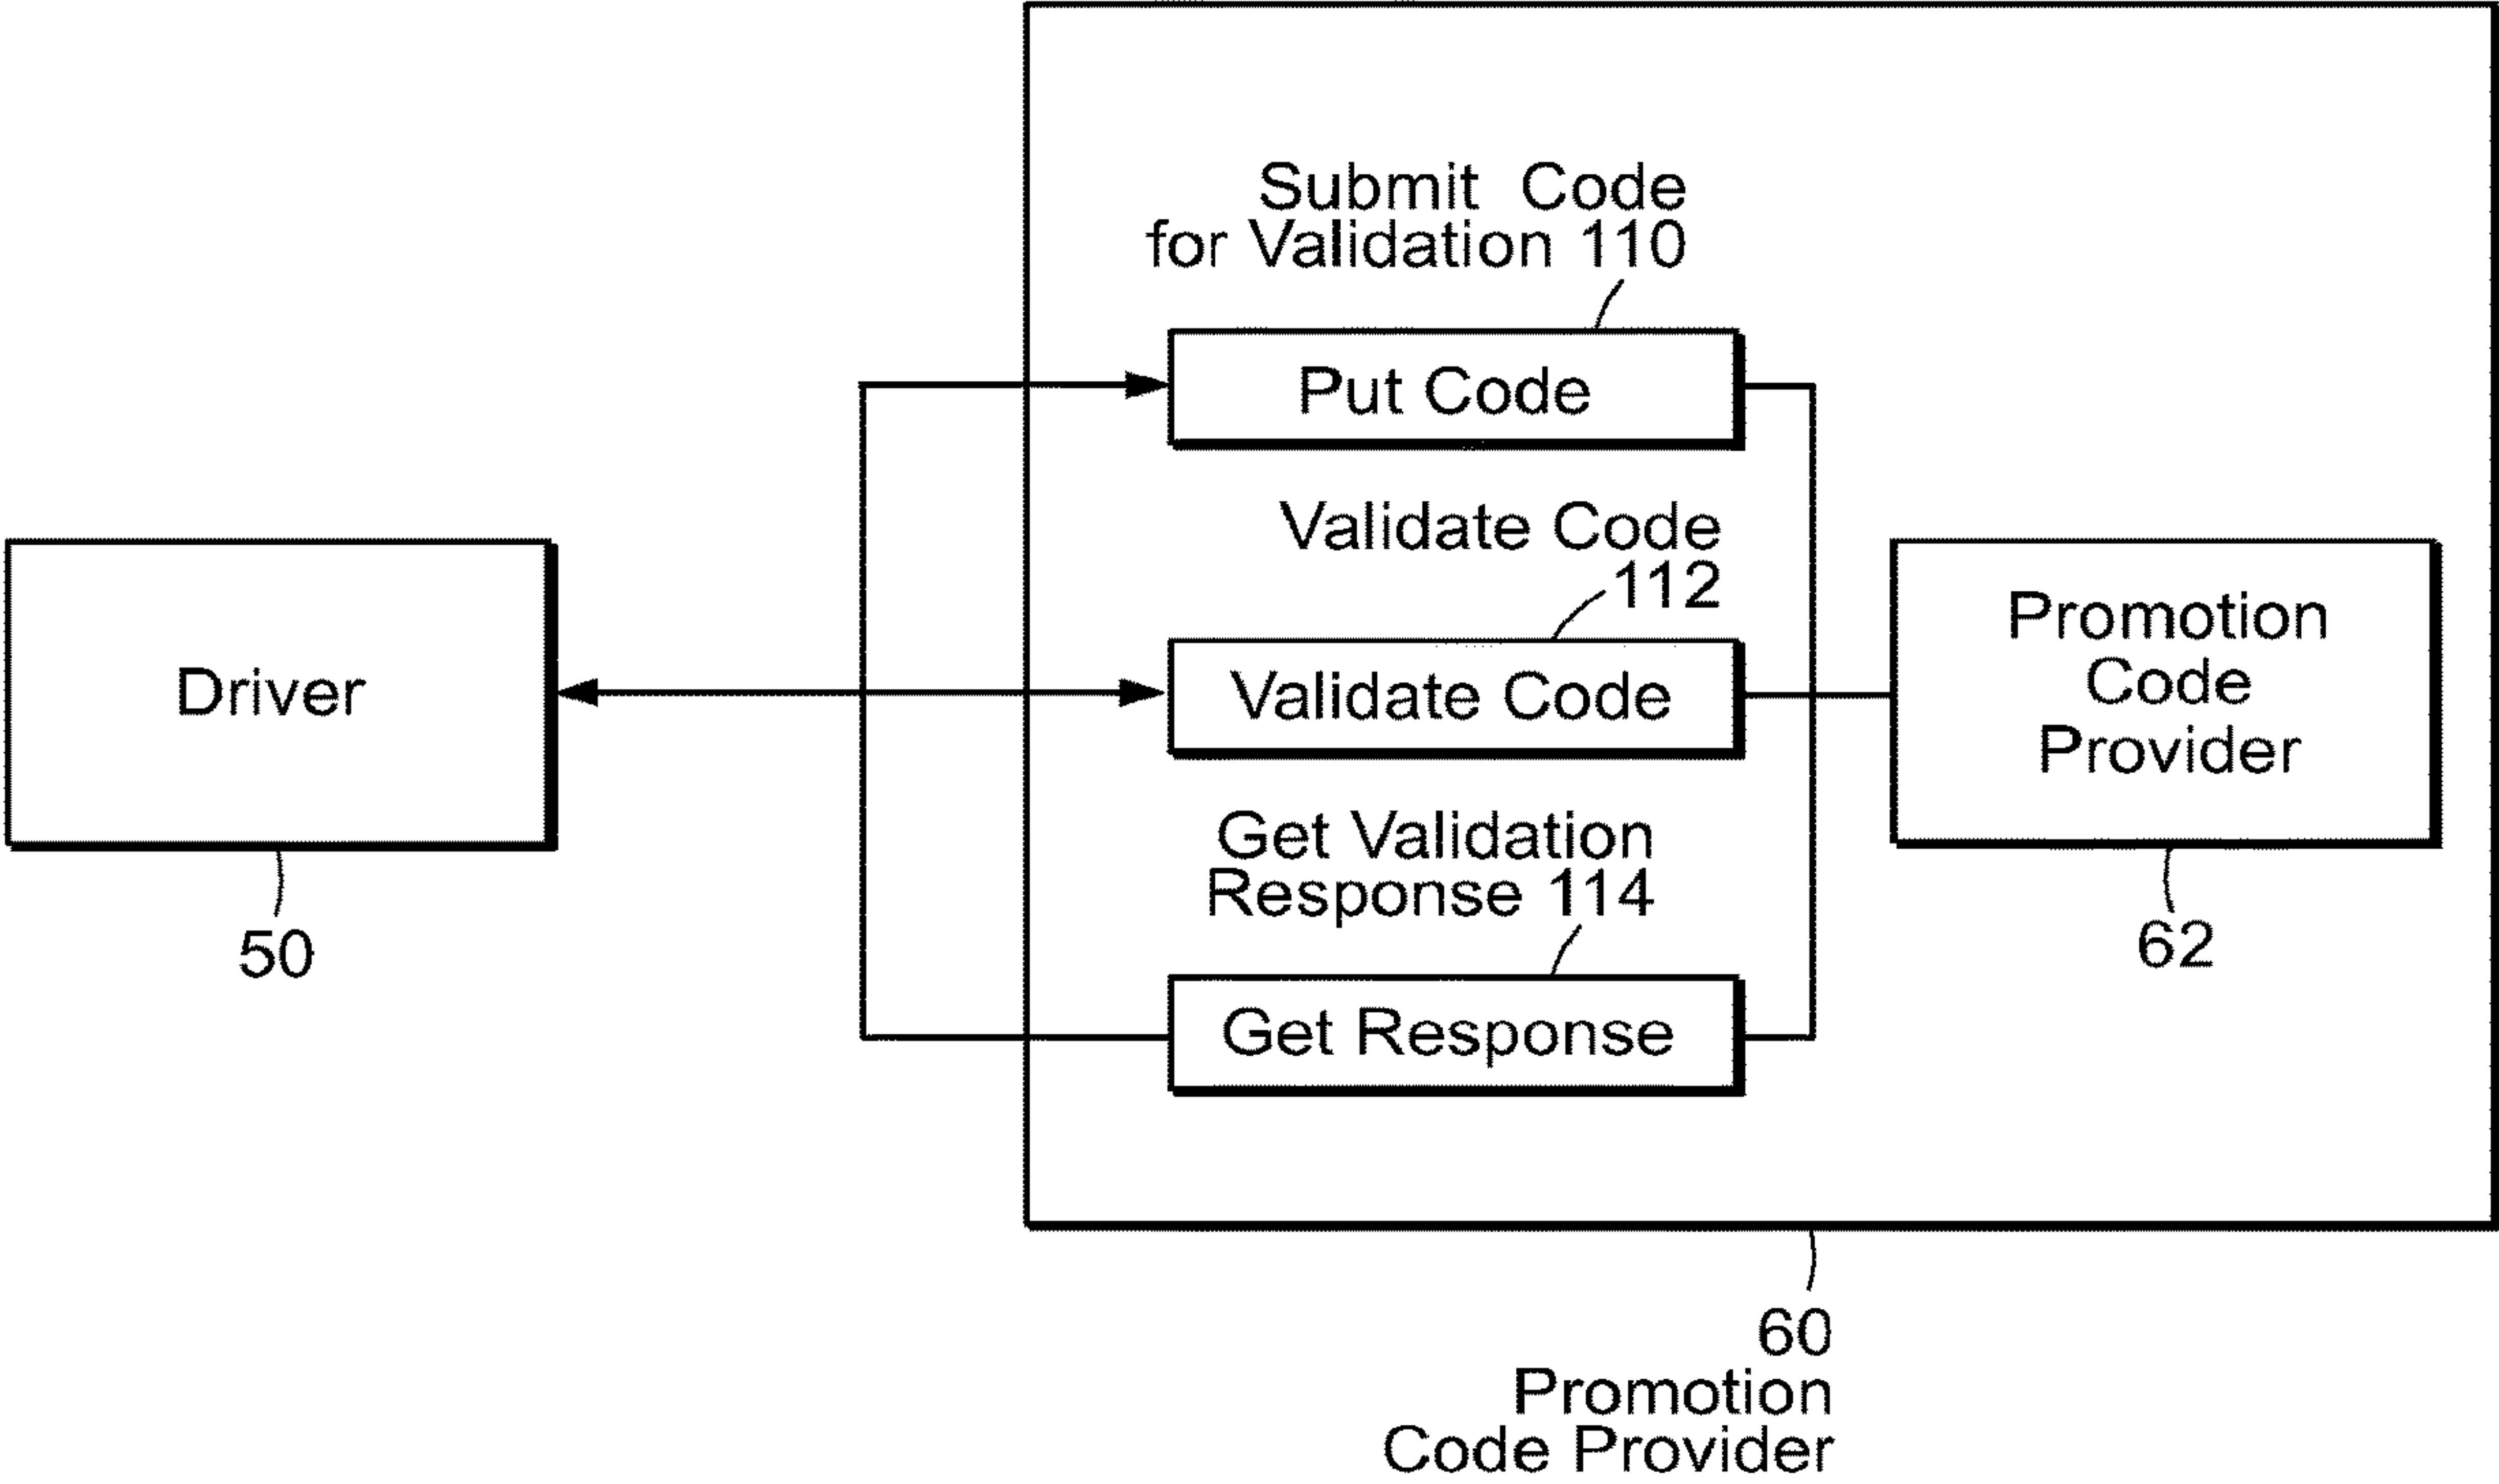 Submit Code
for Validation 110
Put Code
Validate Code
112
Validate Code
Get Validation
Response 114
Get Response
Driver
50
Promotion
Code
Provider
62
60
Promotion
Code Provider